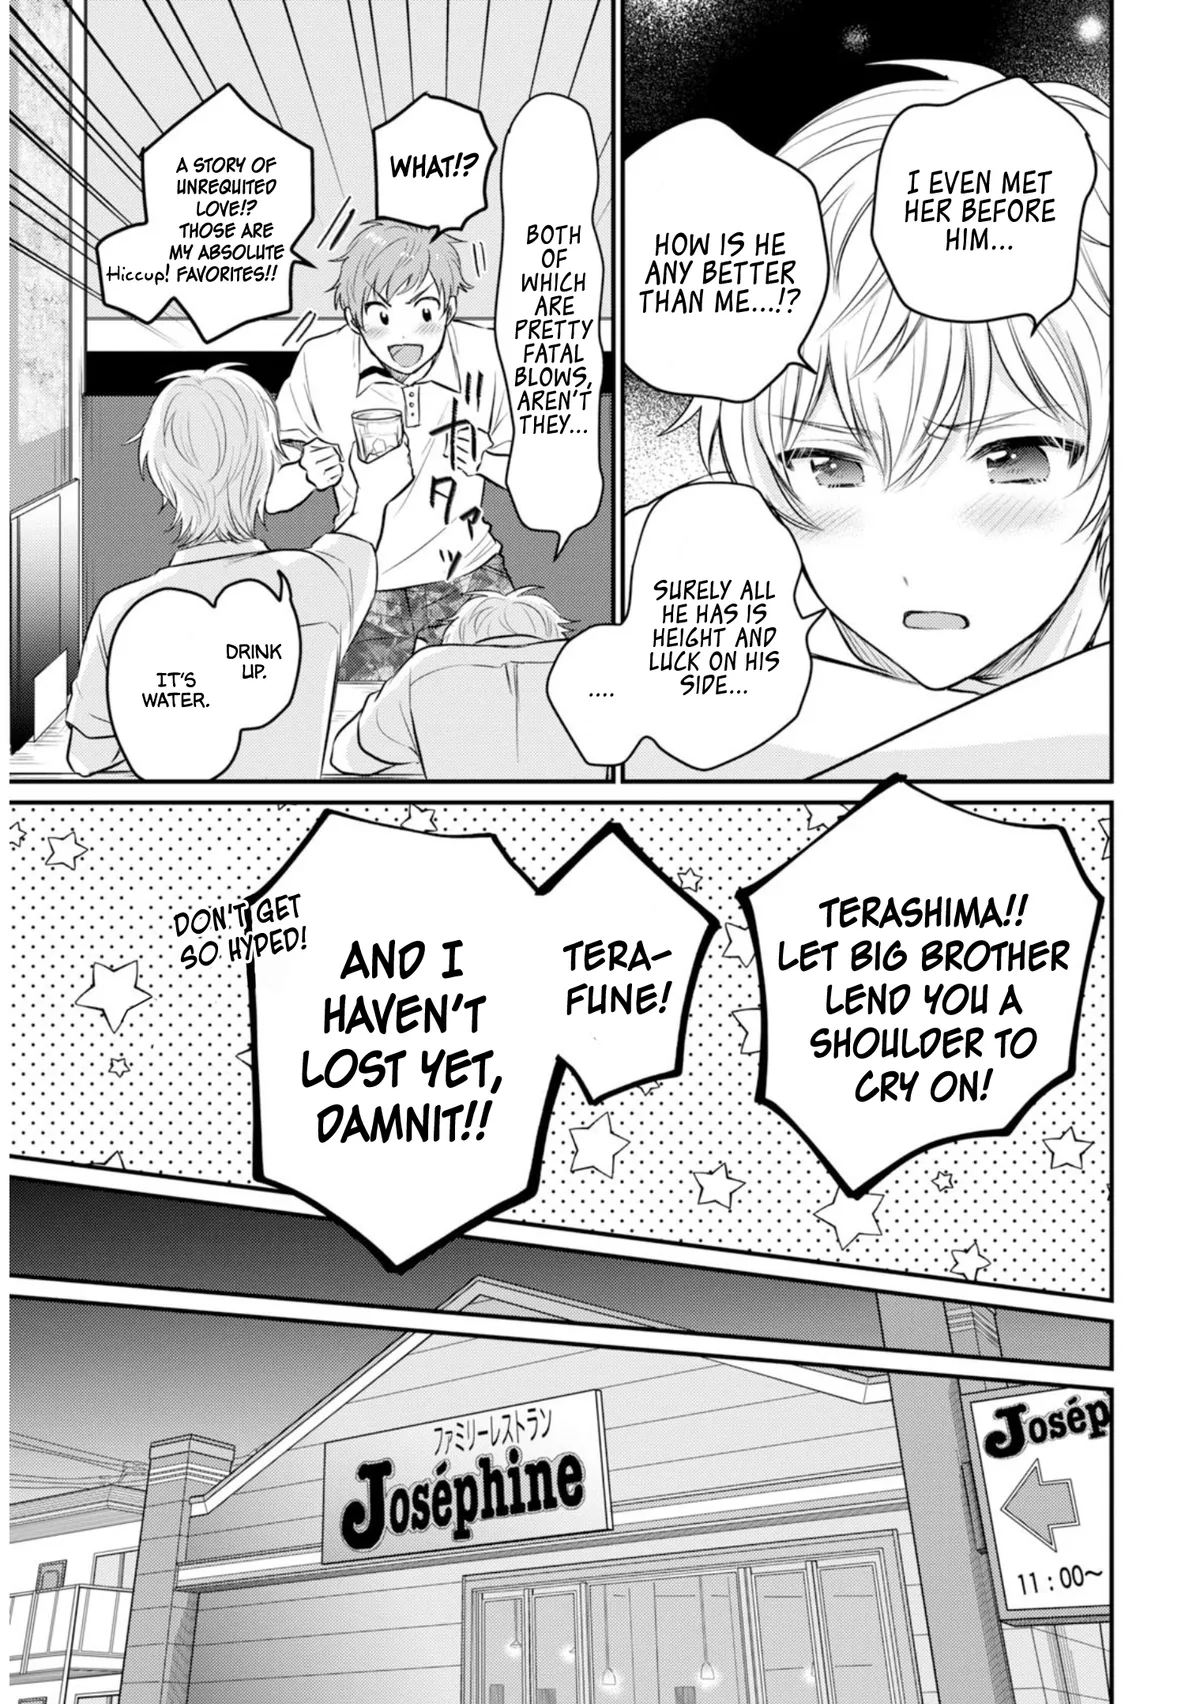 I EVEN MET
HER BEFORE
HIM...
HOW IS HE
ANY BETTER
THAN ME...!?
SURELY ALL
HE HAS IS
HEIGHT AND
LUCK ON HIS
SIDE...
....
BOTH
OF
WHICH
ARE
PRETTY
FATAL
BLOWS,
AREN'T
THEY...
WHAT!?
A STORY OF
UNREQUITED
LOVE!?
THOSE ARE
MY ABSOLUTE
FAVORITES!!
Hiccup!
ガタッ
DRINK
UP.
IT'S
WATER.
TERASHIMA!!
LET BIG BROTHER
LEND YOU A
SHOULDER TO
CRY ON!
TERA-
FUNE!
AND I
HAVEN'T
LOST YET,
DAMNIT!!
DON'T GET
SO HYPED!
ファミリーレストラン
Joséphine
Josép
11:00~